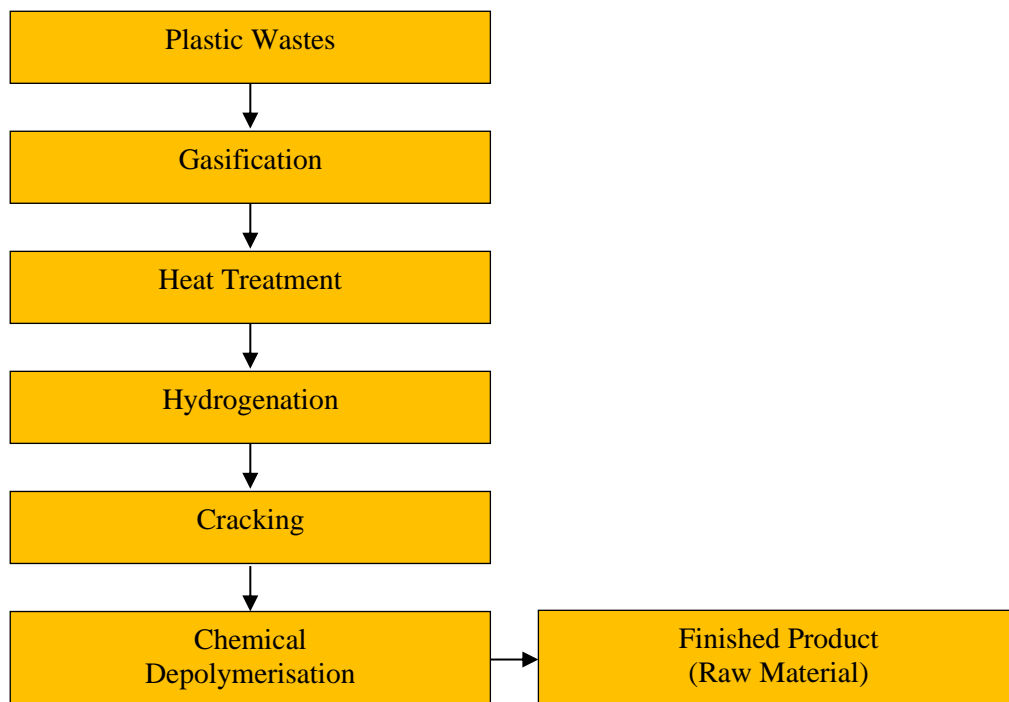 Plastic Wastes
Gasification
Heat Treatment
Hydrogenation
Cracking
Chemical
Depolymerisation
Finished Product
(Raw Material)